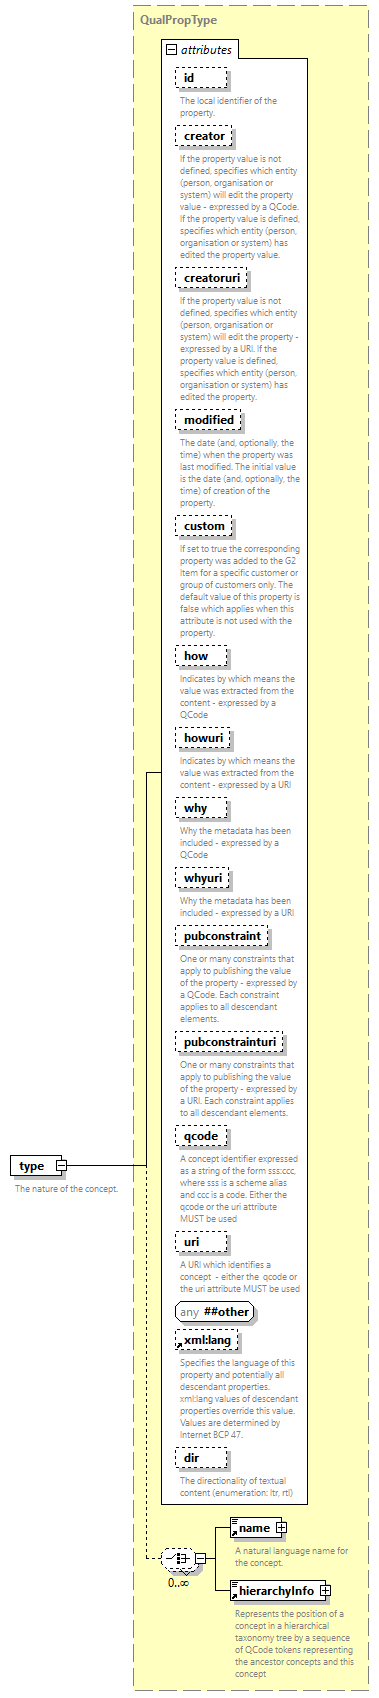 QualPropType
attributes
id
The local identifier of the
property.
creator
If the property value is not
defined, specifies which entity
(person, organisation or
system) will edit the property
value - expressed by a QCode.
If the property value is defined,
specifies which entity (person,
organisation or system) has
edited the property value.
creatoruri
If the property value is not
defined, specifies which entity
(person, organisation or
system) will edit the property -
expressed by a URI. If the
property value is defined,
specifies which entity (person,
organisation or system) has
edited the property.
modified
The date (and, optionally, the
time) when the property was
last modified. The initial value
is the date (and, optionally, the
time) of creation of the
property.
custom
If set to true the corresponding
property was added to the G2
Item for a specific customer or
group of customers only. The
default value of this property is
false which applies when this
attribute is not used with the
property.
how
Indicates by which means the
value was extracted from the
content - expressed by a
QCode
howuri
Indicates by which means the
value was extracted from the
content - expressed by a URI
why
Why the metadata has been
included - expressed by a
QCode
whyuri
Why the metadata has been
included - expressed by a URI
pubconstraint
One or many constraints that
apply to publishing the value
of the property - expressed by
a QCode. Each constraint
applies to all descendant
elements.
pubconstrainturi
One or many constraints that
apply to publishing the value
of the property - expressed by
a URI. Each constraint applies
to all descendant elements.
qcode
A concept identifier expressed
as a string of the form sss:ccc,
where sss is a scheme alias
and ccc is a code. Either the
qcode or the uri attribute
MUST be used
type
The nature of the concept.
uri
A URI which identifies a
concept - either the qcode or
the uri attribute MUST be used
any ##other
xml:lang
Specifies the language of this
property and potentially all
descendant properties.
xml:lang values of descendant
properties override this value.
Values are determined by
Internet BCP 47.
dir
The directionality of textual
content (enumeration: ltr, rtl)
name
A natural language name for
the concept.
0..∞
hierarchyInfo
Represents the position of a
concept in a hierarchical
taxonomy tree by a sequence
of QCode tokens representing
the ancestor concepts and this
concept